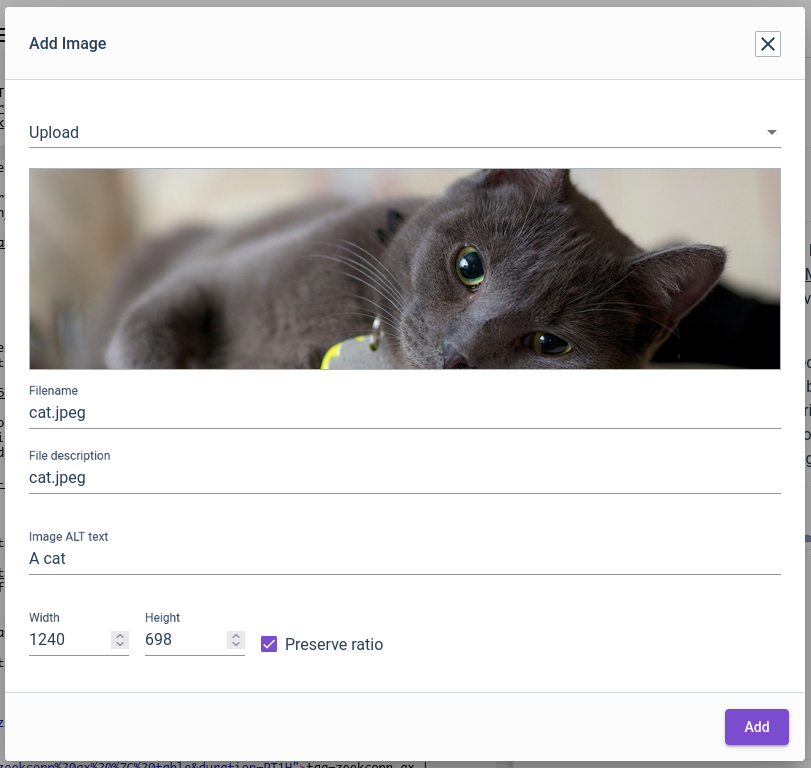 Add Image
Upload
Filename
cat.jpeg
File description
cat.jpeg
Image ALT text
A cat
Width Height
1240 698 Preserve ratio
Add